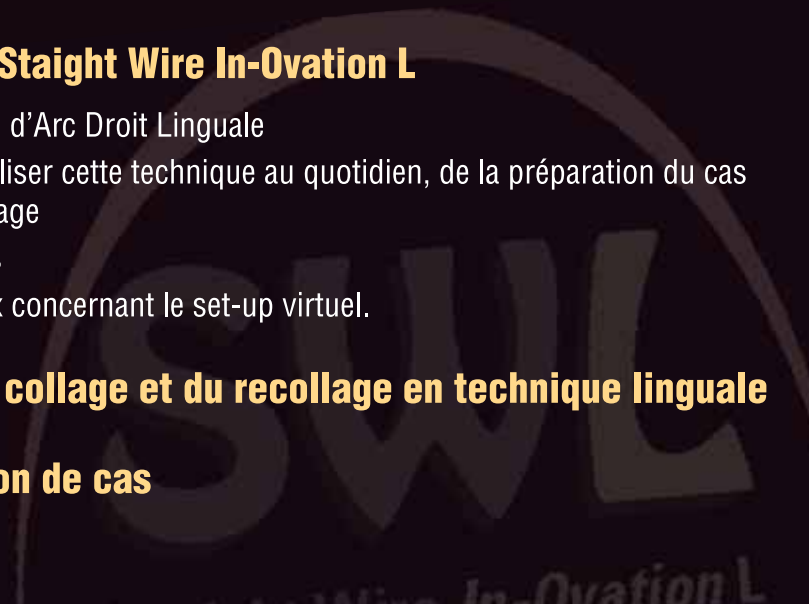 Staight Wire In-Ovation L
d’Arc Droit Linguale
liser cette technique au quotidien, de la préparation du cas
age
concernant le set-up virtuel.
collage et du recollage en technique linguale
on de cas
SWL
Wire In-Ovation L